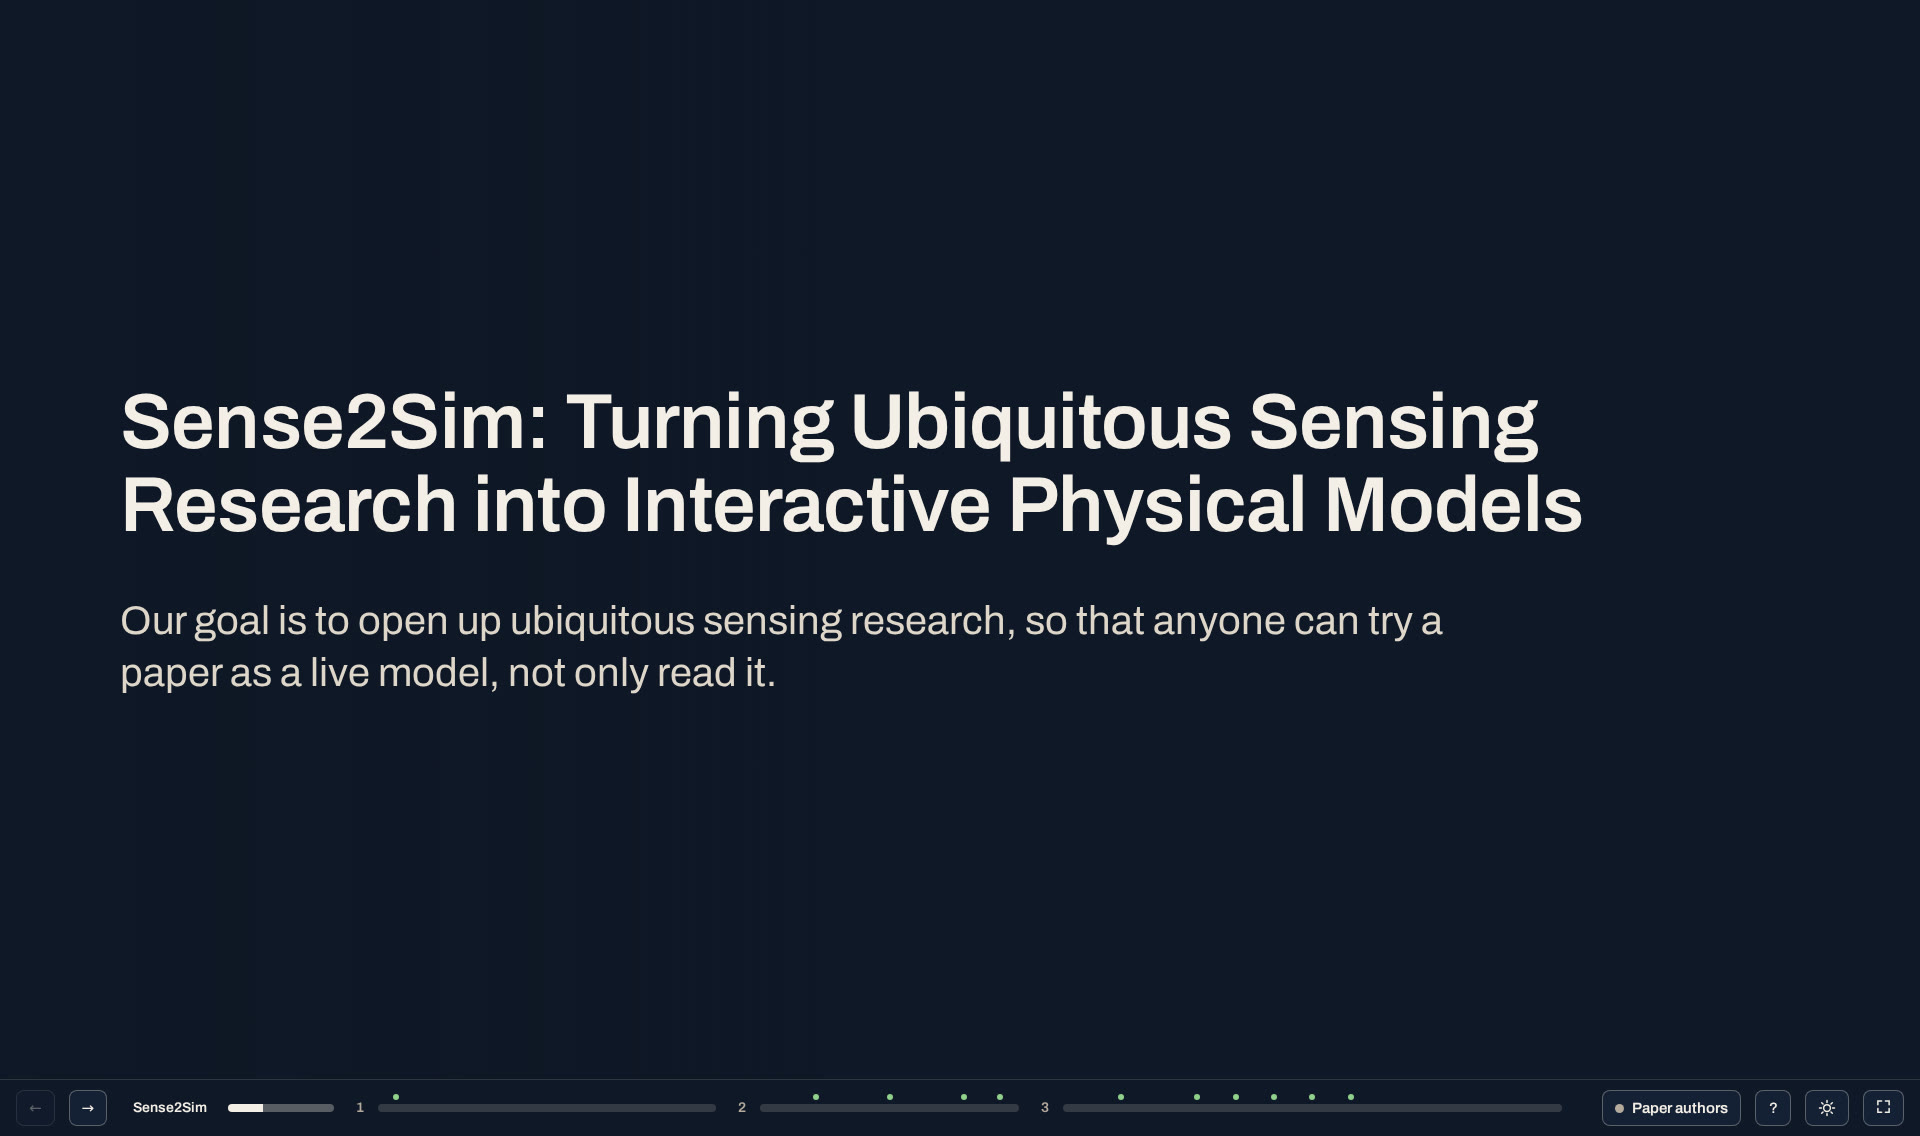 Sense2Sim: Turning Ubiquitous Sensing
Research into Interactive Physical Models
Our goal is to open up ubiquitous sensing research, so that anyone can try a
paper as a live model, not only read it.
← → Sense2Sim 1 2 3 Paper authors ?